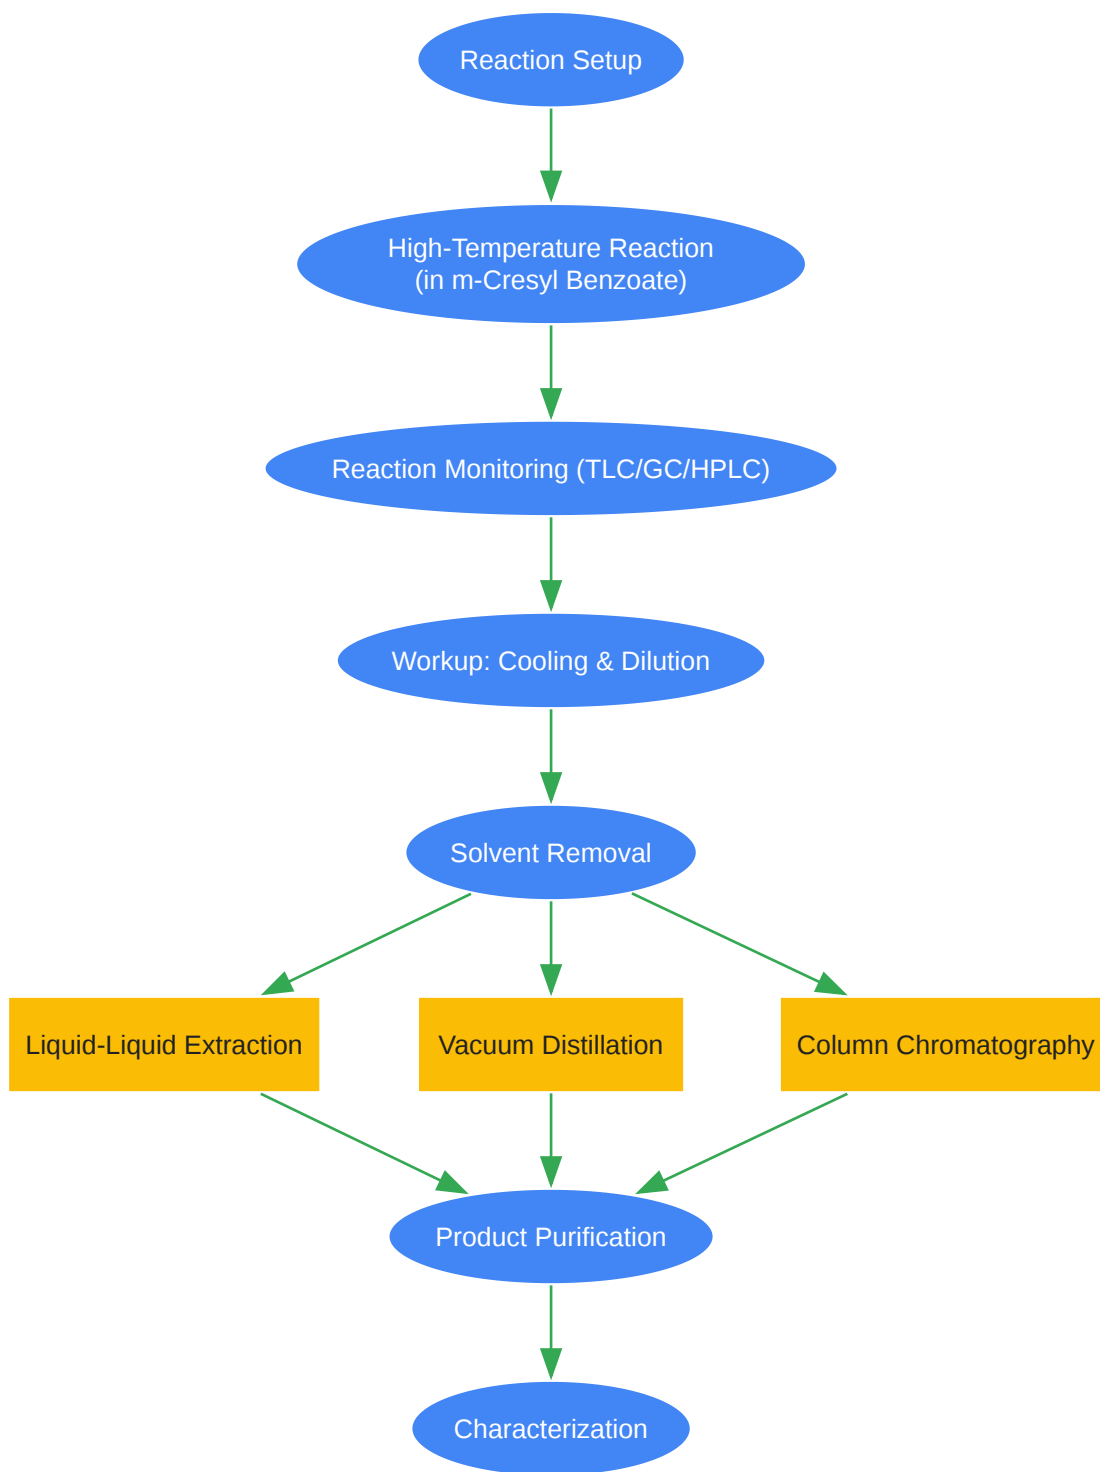 Reaction Setup
High-Temperature Reaction
(in m-Cresyl Benzoate)
Reaction Monitoring (TLC/GC/HPLC)
Workup: Cooling & Dilution
Solvent Removal
Liquid-Liquid Extraction
Vacuum Distillation
Column Chromatography
Product Purification
Characterization